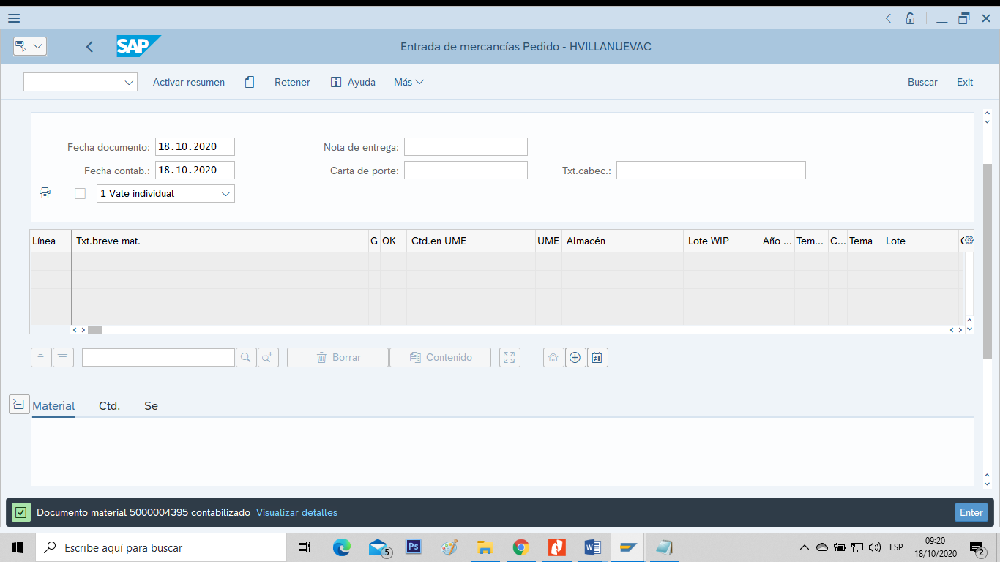 SAP
Entrada de mercancías Pedido - HVILLANUEVAC
Activar resumen
Retener
Ayuda
Más
Buscar
Exit
Fecha documento: 18.10.2020
Nota de entrega:
Fecha contab.: 18.10.2020
Carta de porte:
Txt.cabec.:
1 Vale individual
Línea Txt.breve mat. G OK Ctd.en UME UME Almacén Lote WIP Año ... Tem... C... Tema Lote
Borrar
Contenido
Material
Ctd.
Se
Documento material 5000004395 contabilizado Visualizar detalles
Enter
Escribe aquí para buscar
5
Ps
ESP
09:20
18/10/2020
2